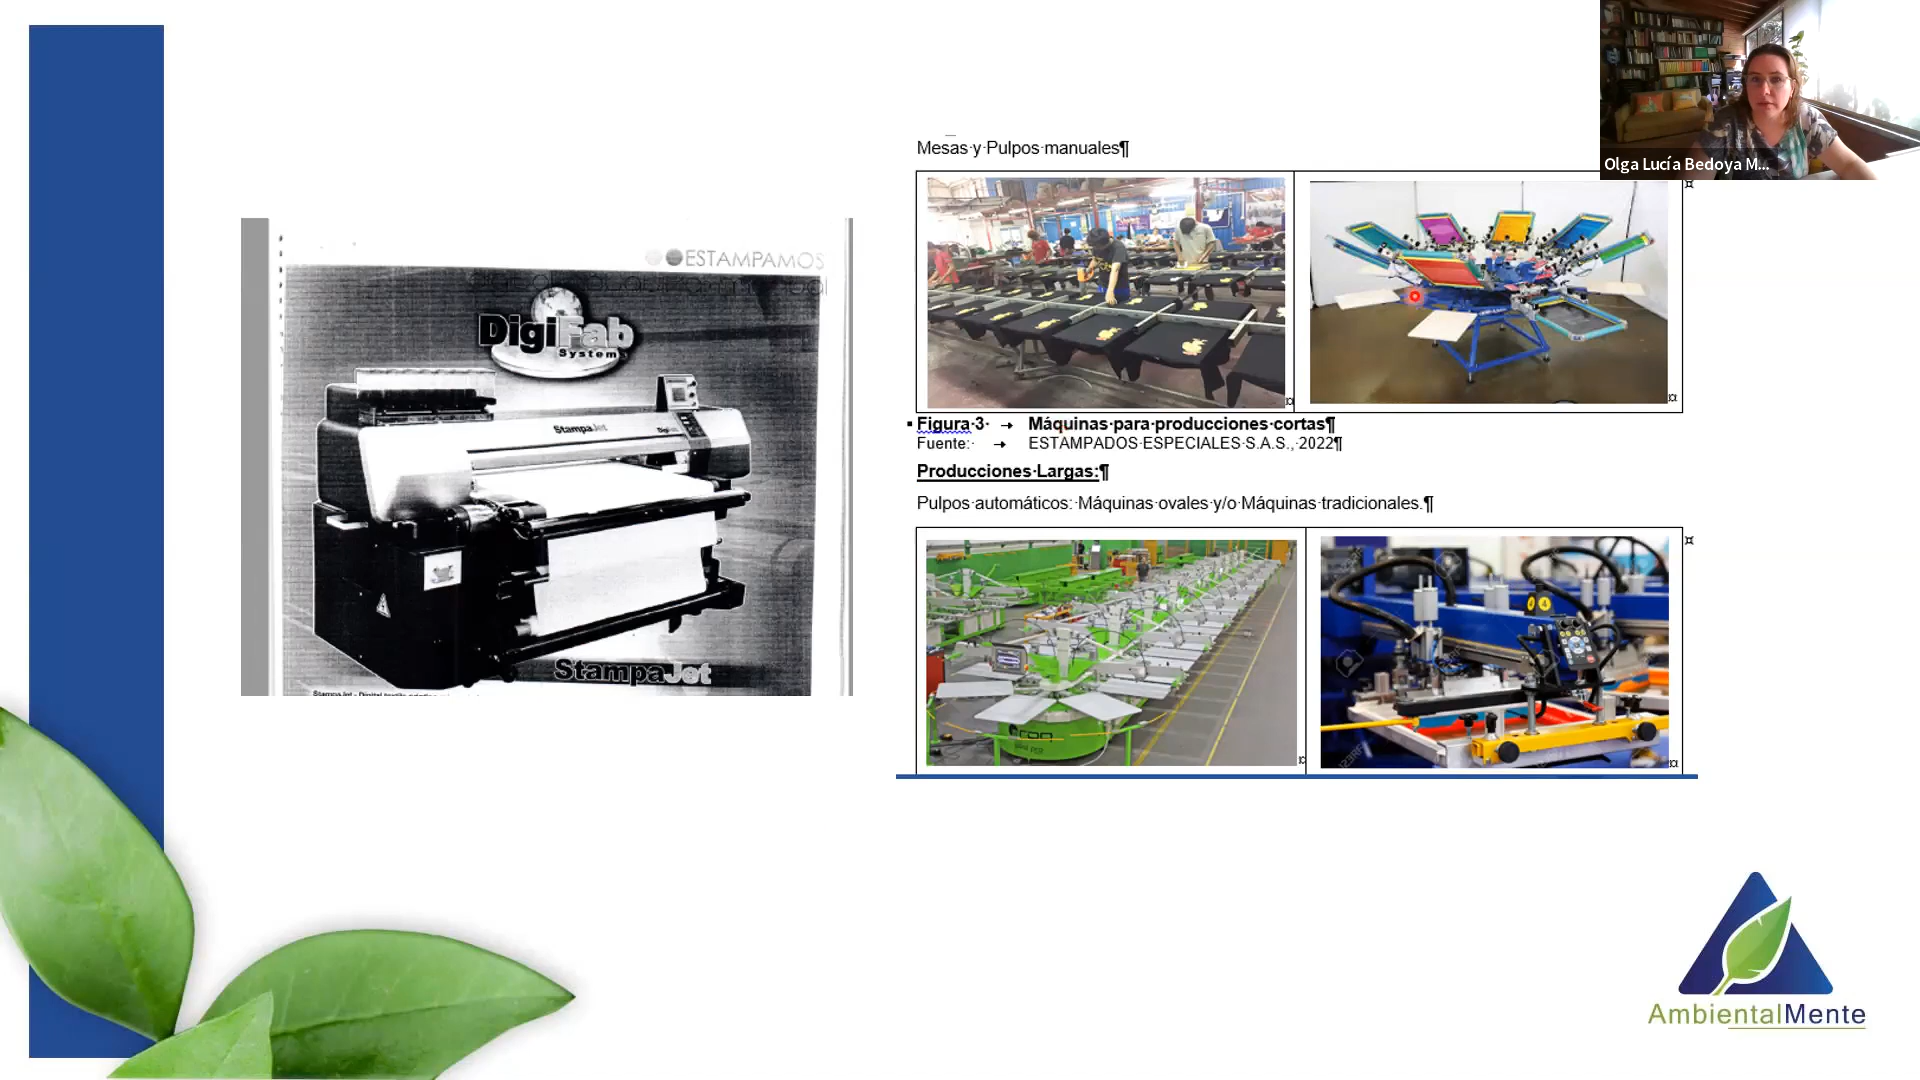 Olga Lucía Bedoya M...
ESTAMPAMOS
DigiFab
Systems
StampaJet
StampaJet
Mesas·y·Pulpos·manuales¶
Figura·3· → Máquinas·para·producciones·cortas¶
Fuente:· → ESTAMPADOS·ESPECIALES·S.A.S.,·2022¶
Producciones·Largas:¶
Pulpos·automáticos:·Máquinas·ovales·y/o·Máquinas·tradicionales.¶
AmbientalMente